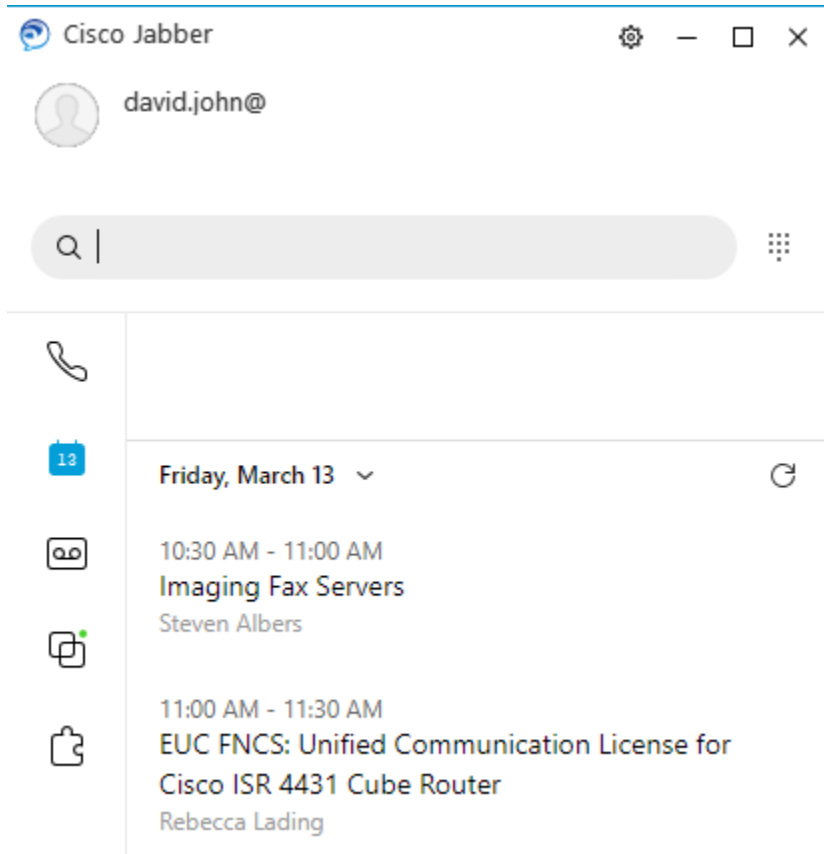 Cisco Jabber
david.john@
13
Friday, March 13
10:30 AM - 11:00 AM
Imaging Fax Servers
Steven Albers
11:00 AM - 11:30 AM
EUC FNCS: Unified Communication License for
Cisco ISR 4431 Cube Router
Rebecca Lading